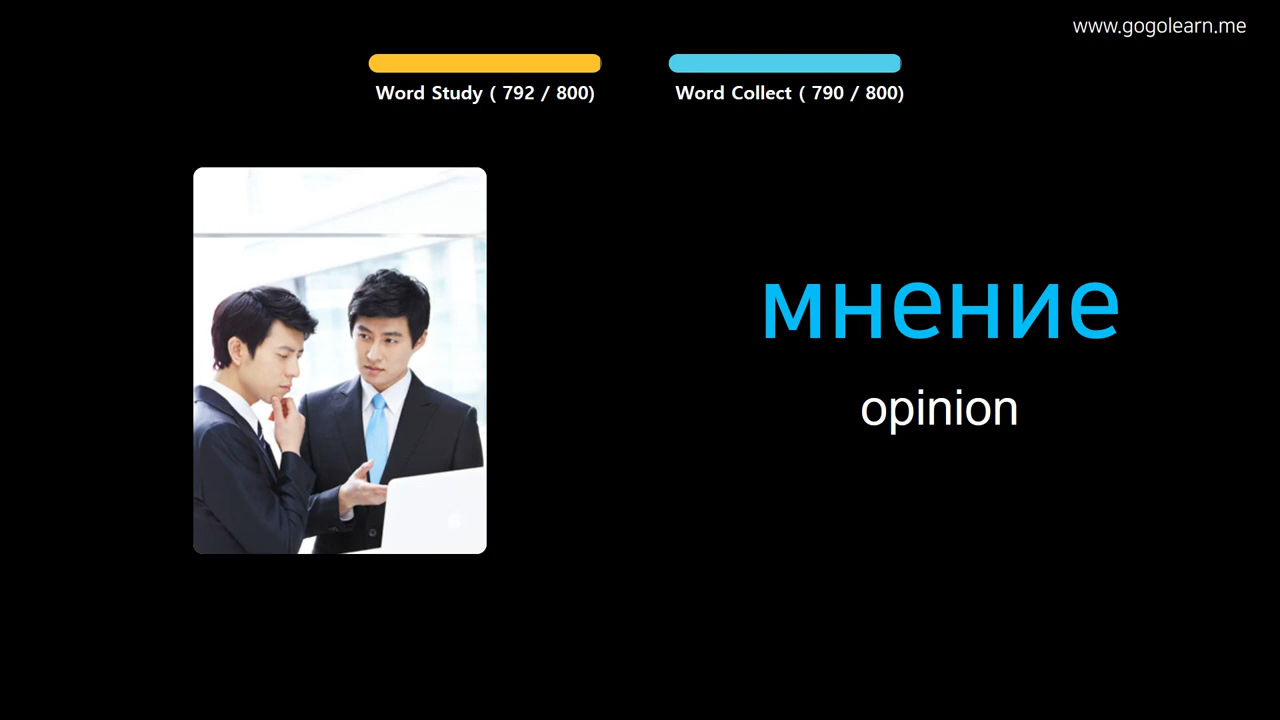 www.gogolearn.me
Word Study ( 792 / 800)
Word Collect ( 790 / 800)
мнение
opinion